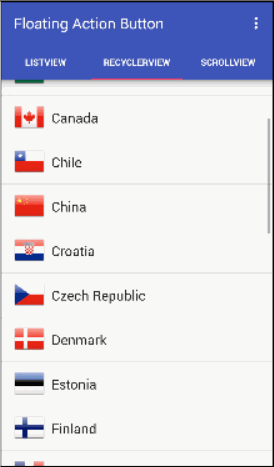 Floating Action Button
LISTVIEW RECYCLERVIEW SCROLLVIEW
Canada
Chile
China
Croatia
Czech Republic
Denmark
Estonia
Finland